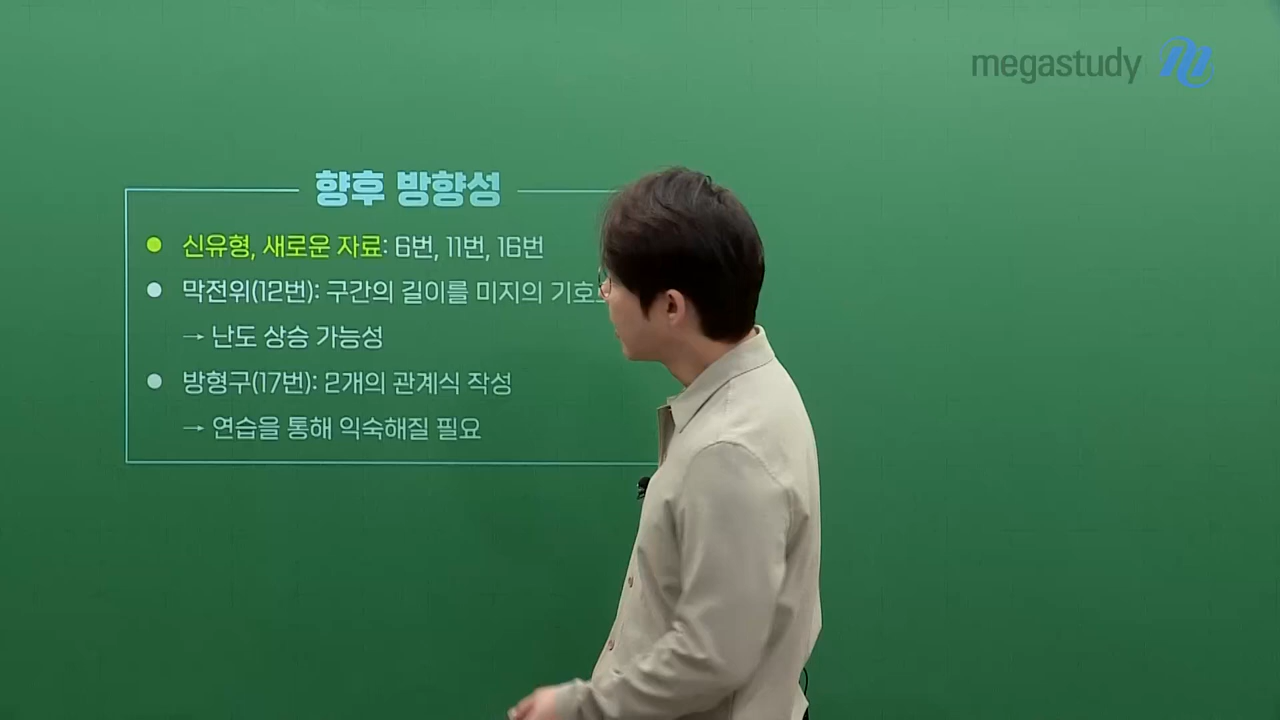 megastudy
향후 방향성
신유형, 새로운 자료: 6번, 11번, 16번
막전위(12번): 구간의 길이를 미지의 기호
→ 난도 상승 가능성
방형구(17번): 2개의 관계식 작성
→ 연습을 통해 익숙해질 필요